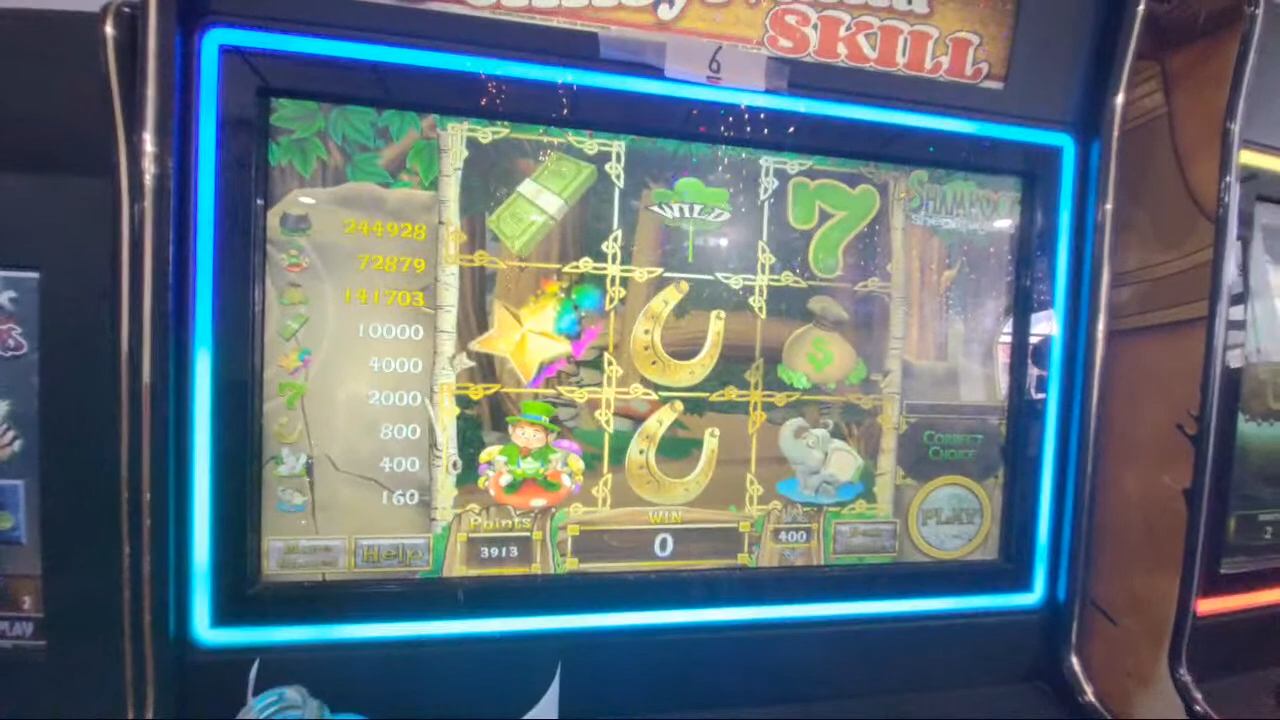 SKILL
6
244928
72879
141703
10000
4000
2000
800
400
160
WILD
7
$
CORRECT
CHOICE
PLAY
Help
Points
3913
WIN
0
400
PLAY